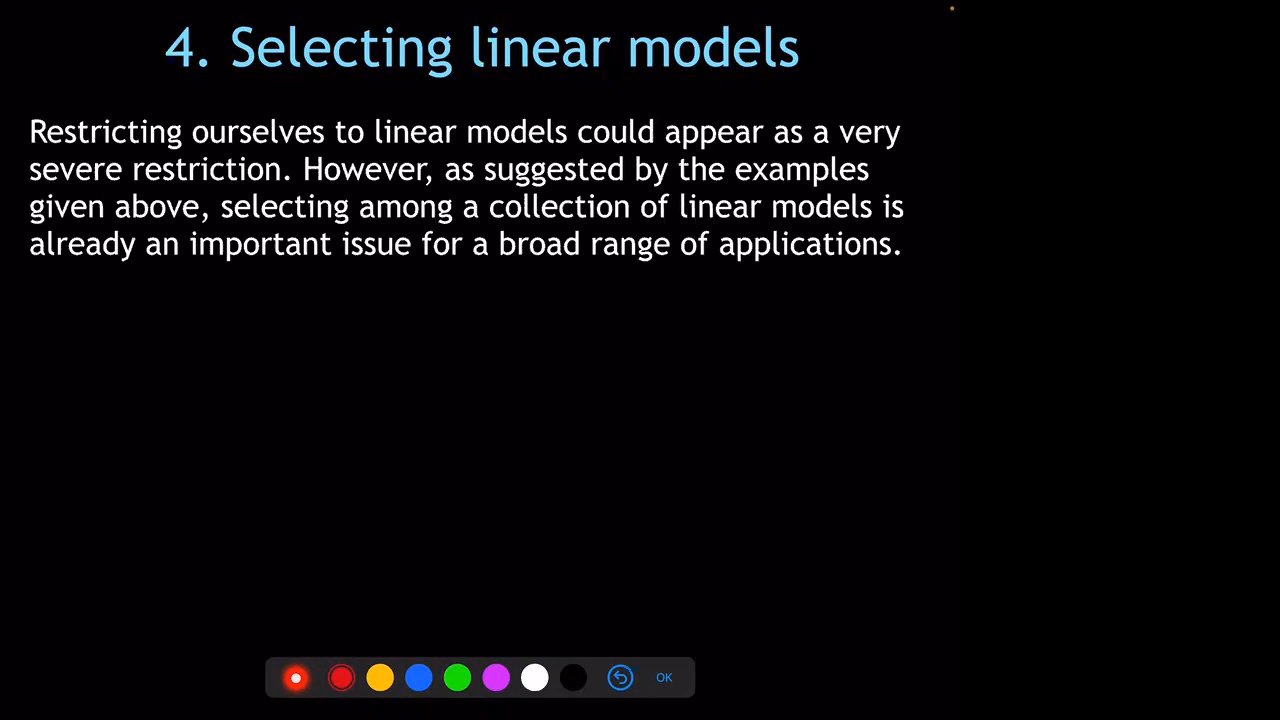 4. Selecting linear models
Restricting ourselves to linear models could appear as a very
severe restriction. However, as suggested by the examples
given above, selecting among a collection of linear models is
already an important issue for a broad range of applications.
OK